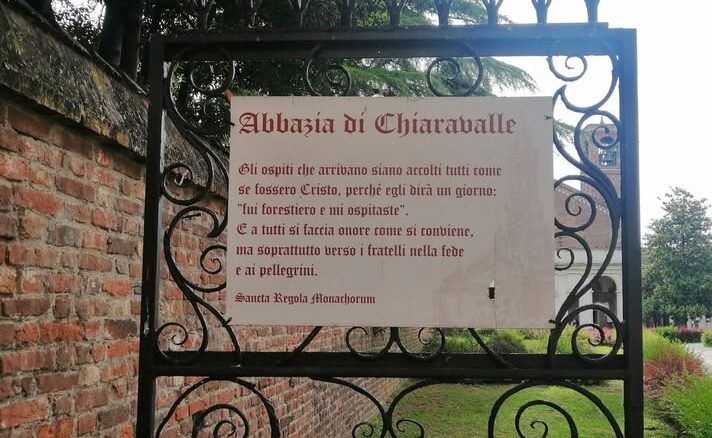 Abbazia di Chiaravalle
Gli ospiti che arrivano siano accolti tutti come
se fossero Cristo, perché egli dirà un giorno:
"fui forestiero e mi ospitaste".
E a tutti si faccia onore come si conviene,
ma soprattutto verso i fratelli nella fede
e ai pellegrini.
Sancta Regola Monachorum